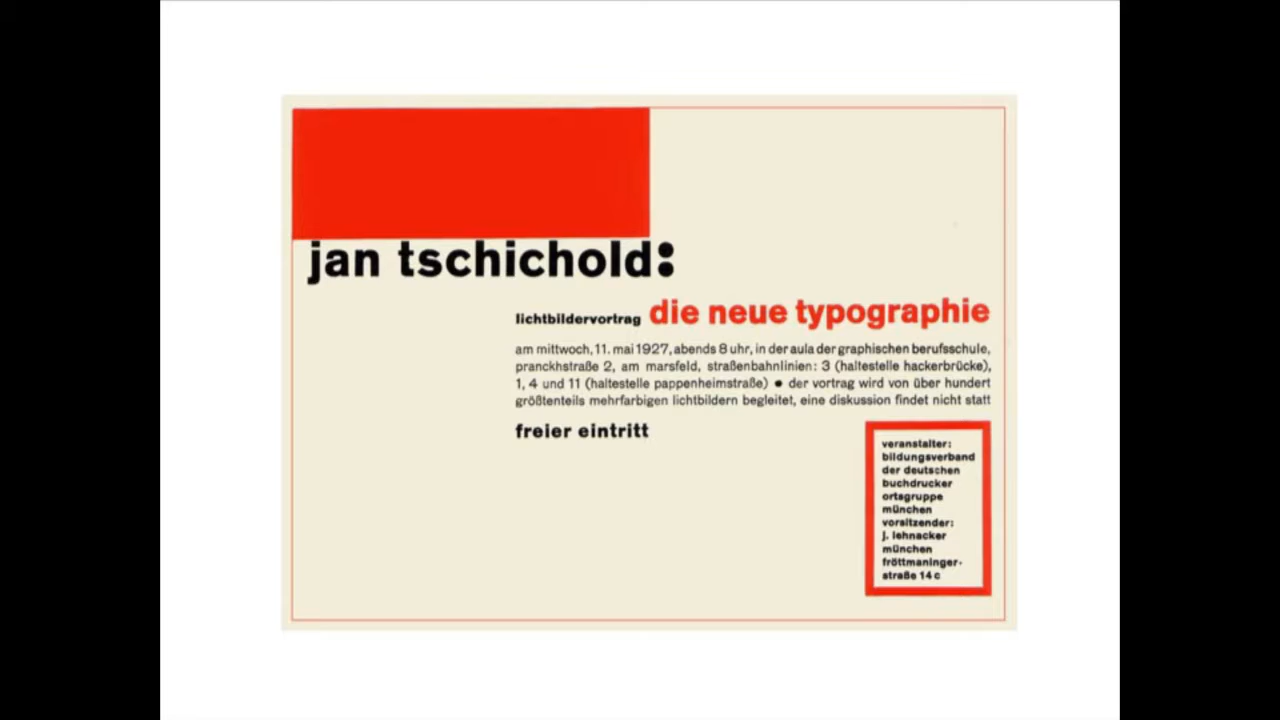 jan tschichold:
lichtbildervortrag die neue typographie
am mittwoch, 11. mai 1927, abends 8 uhr, in der aula der graphischen berufsschule,
pranckhstraße 2, am marsfeld, straßenbahnlinien: 3 (haltestelle hackerbrücke),
1, 4 und 11 (haltestelle pappenheimstraße) ● der vortrag wird von über hundert
größtenteils mehrfarbigen lichtbildern begleitet, eine diskussion findet nicht statt
freier eintritt
veranstalter:
bildungsverband
der deutschen
buchdrucker
ortsgruppe
münchen
vorsitzender:
j. lehnacker
münchen
fröttmaninger-
straße 14 c